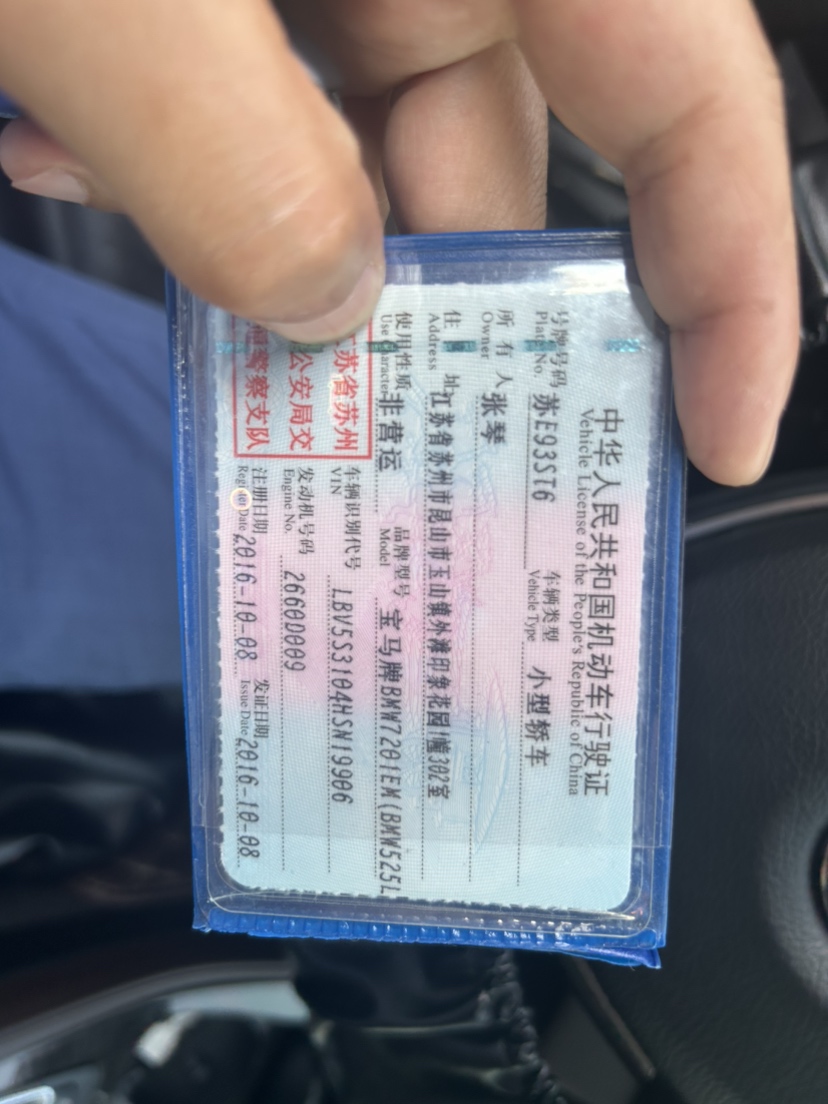 中华人民共和国机动车行驶证
Vehicle License of the People's Republic of China
号牌号码 苏E93ST6 车辆类型 小型轿车
Plate No. Vehicle Type
所有人 张琴
Owner
住址 江苏省苏州市昆山市玉山镇外滩印象花园1幢302室
Address
使用性质 非营运 品牌型号 宝马牌BMW7201EM(BMW525L
Use Character Model
车辆识别代号 LBV5S3104HSN19906
VIN
发动机号码 2660D009
Engine No.
注册日期 2016-10-08 发证日期 2016-10-08
Register Date Issue Date
苏省苏州
公安局交
警察支队